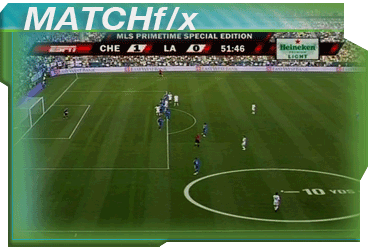 MATCHf/x
MLS PRIMETIME SPECIAL EDITION
ESPN CHE 1 LA 0 51:46
Heineken
LIGHT
10 YDS